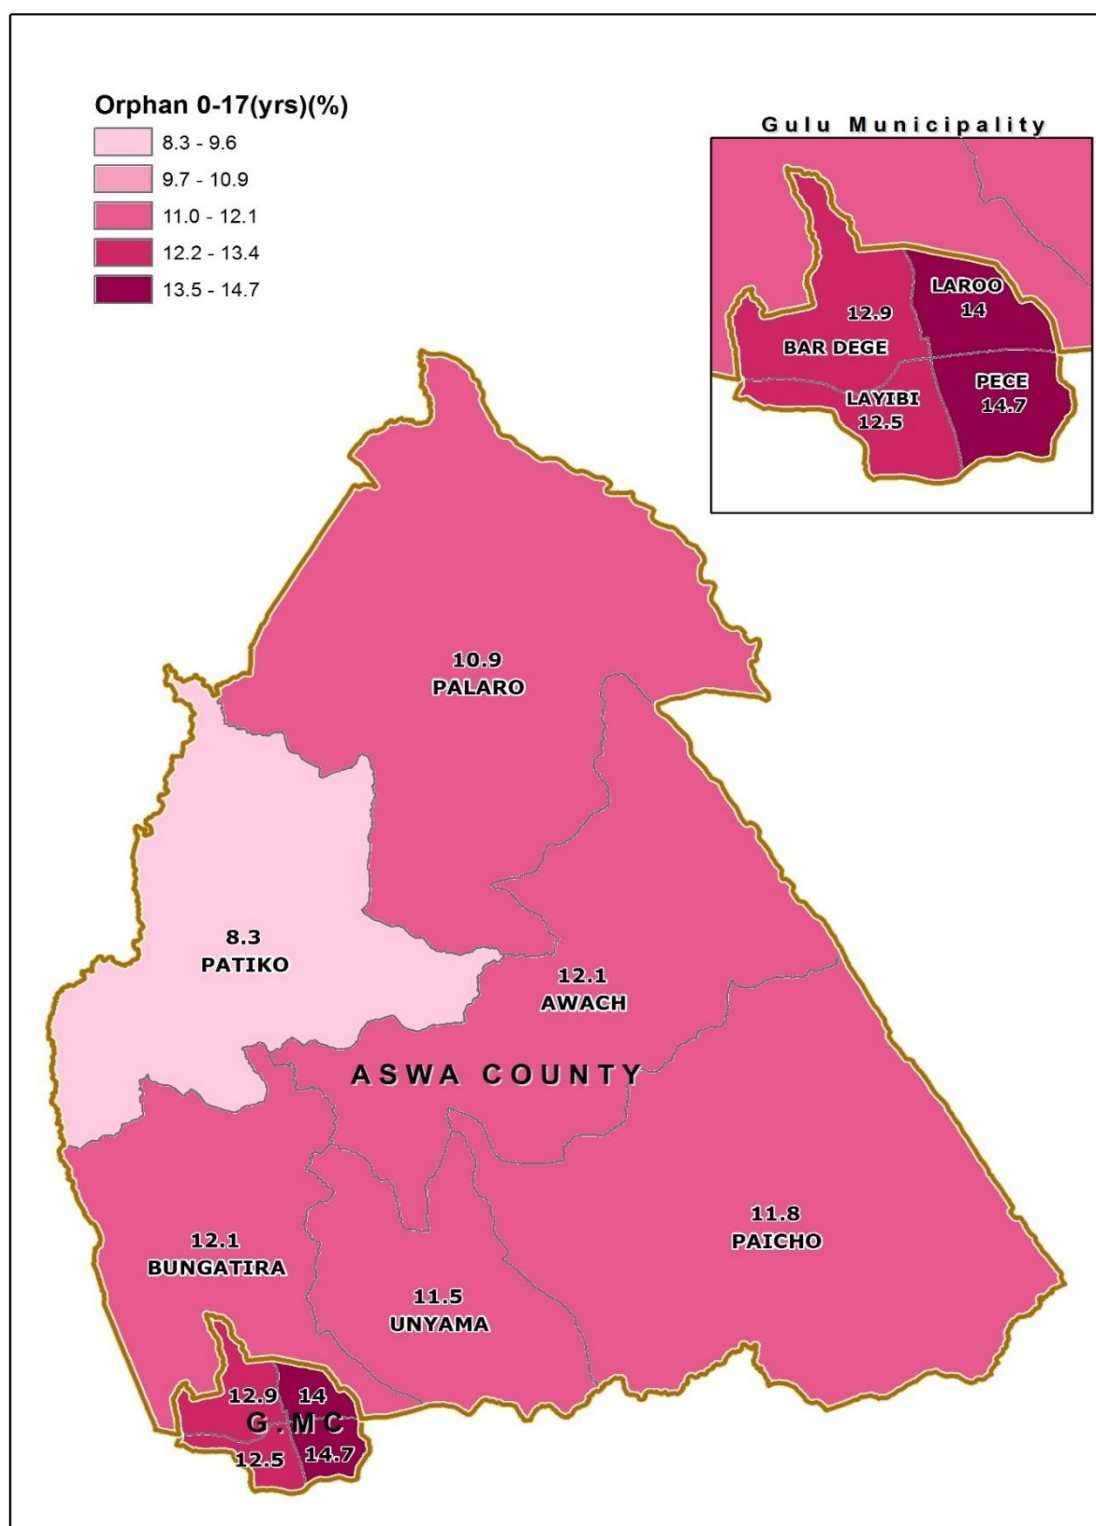 Orphan 0-17(yrs)(%)
8.3 - 9.6
9.7 - 10.9
11.0 - 12.1
12.2 - 13.4
13.5 - 14.7
Gulu Municipality
LAROO
14
12.9
BAR DEGE
PECE
14.7
LAYIBI
12.5
10.9
PALARO
8.3
PATIKO
12.1
AWACH
ASWA COUNTY
11.8
PAICHO
12.1
BUNGATIRA
11.5
UNYAMA
12.9 14
G.MC
12.5 14.7